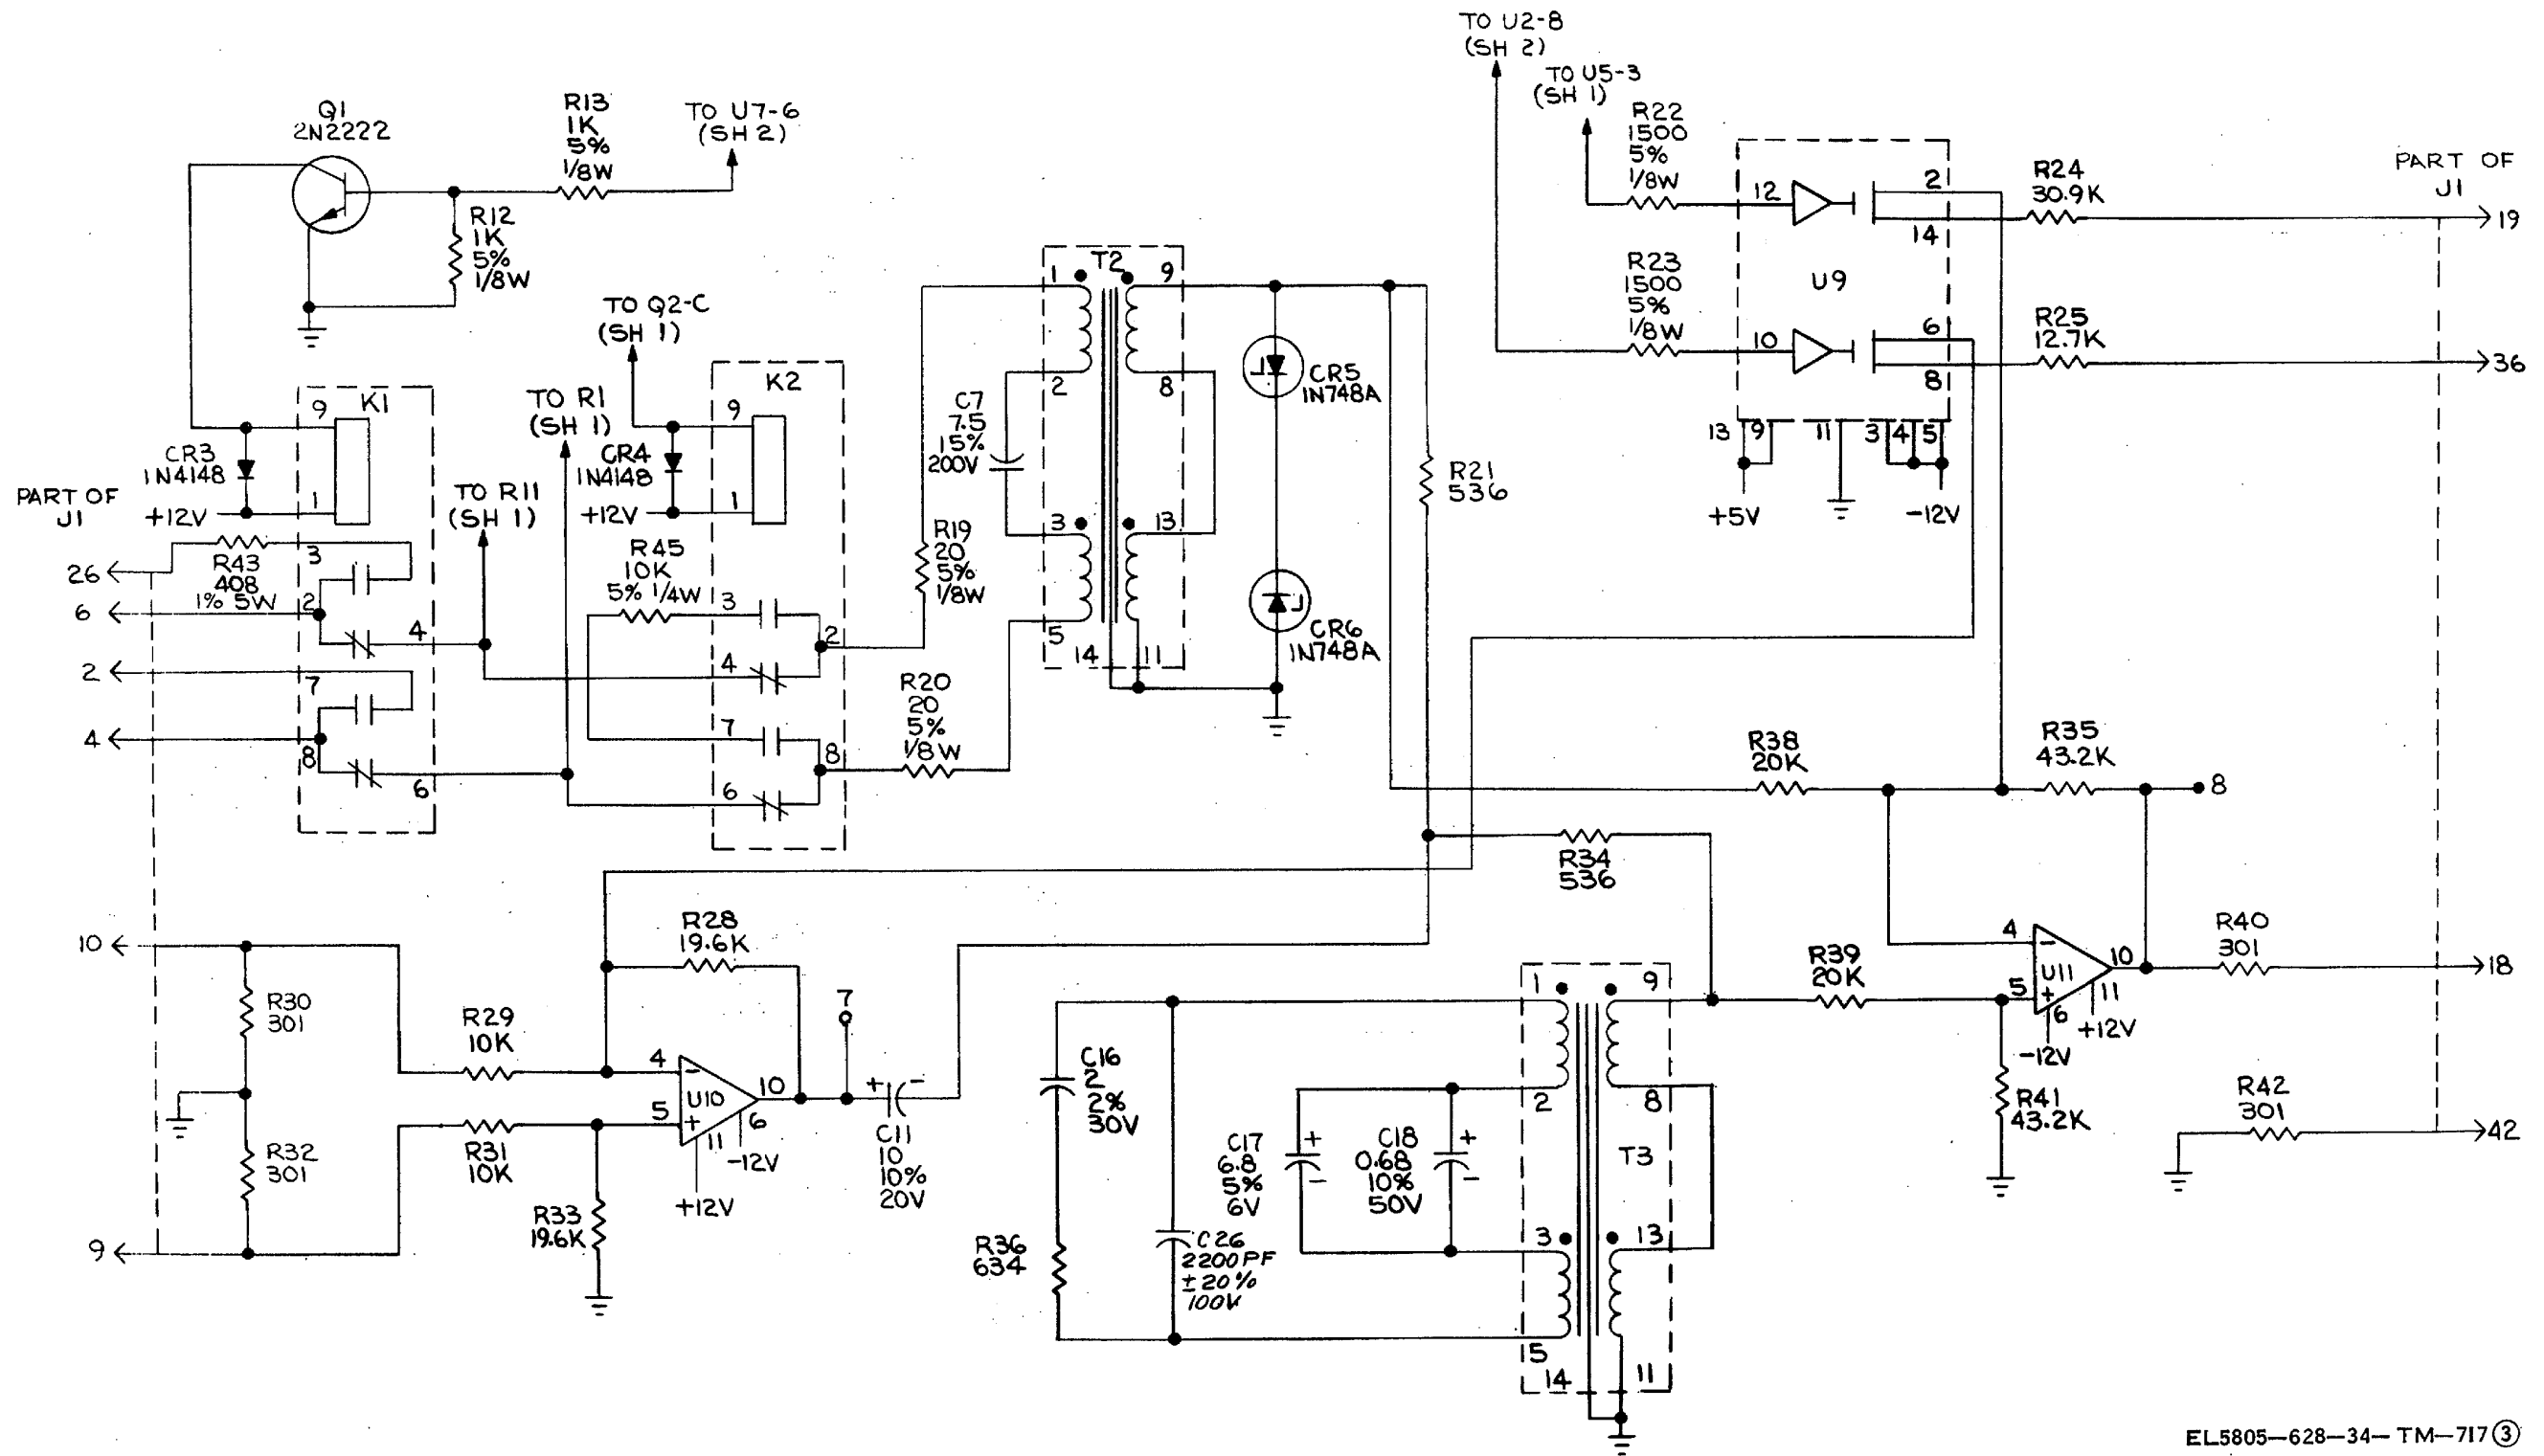 TO U2-8
(SH 2)
TO U5-3
(SH 1)
Q1
2N2222
R13
1K
5%
1/8W
TO U7-6
(SH 2)
R12
1K
5%
1/8W
R22
1500
5%
1/8W
12
2
14
R24
30.9K
PART OF
J1
19
U9
R23
1500
5%
1/8W
10
6
8
R25
12.7K
36
13
9
11
3
4
5
+5V
-12V
TO Q2-C
(SH 1)
K1
9
1
CR3
1N4148
+12V
PART OF
J1
TO R1
(SH 1)
TO R11
(SH 1)
K2
9
1
CR4
1N4148
+12V
26
R43
408
1% 5W
3
6
2
4
2
7
4
8
6
R45
10K
5% 1/4W
3
2
4
7
8
6
R19
20
5%
1/8W
R20
20
5%
1/8W
C7
7.5
15%
200V
T2
1
9
2
8
3
13
5
14
11
CR5
1N748A
CR6
1N748A
R21
536
R38
20K
R35
43.2K
8
R34
536
10
R30
301
R32
301
9
R29
10K
R31
10K
R28
19.6K
4
-
U10
5
+
10
6
11
-12V
+12V
R33
19.6K
7
+
-
C11
10
10%
20V
C16
2
2%
30V
R36
634
C26
2200PF
±20%
100V
C17
6.8
5%
6V
+
-
C18
0.68
10%
50V
+
-
T3
1
9
2
8
3
13
5
14
11
R39
20K
4
-
U11
5
+
10
11
6
+12V
-12V
R41
43.2K
R40
301
18
R42
301
42
EL5805-628-34-TM-717③